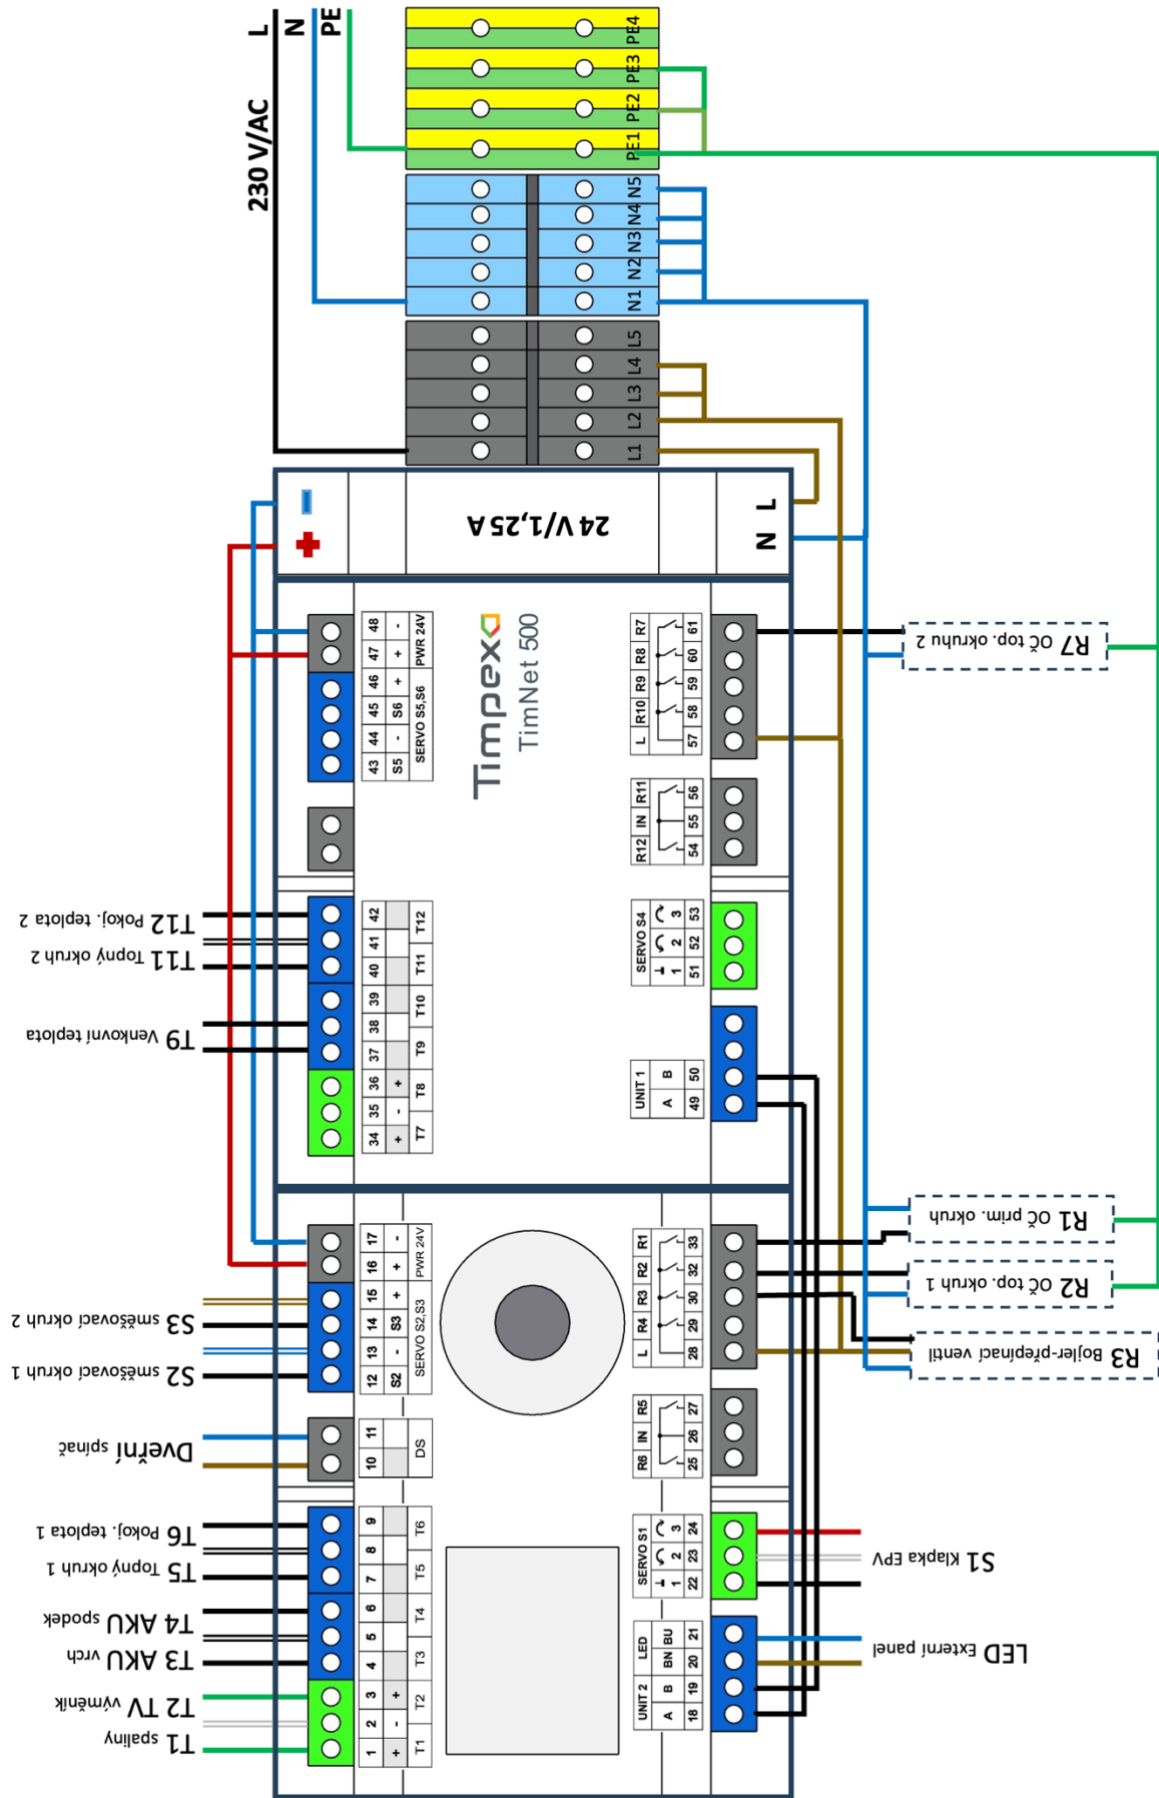 L
N
PE
230 V/AC
PE4
PE3
PE2
PE1
N5
N4
N3
N2
N1
L5
L4
L3
L2
L1
24 V/1,25 A
N L
48 47 46 45 44 43
- + + S6 - S5
PWR 24V
SERVO S5,S6
Timpex
TimNet 500
R7 R8 R9 R10 L
61 60 59 58 57
R11 IN R12
56 55 54
T12 Pokoj. teplota 2
T11 Topný okruh 2
T9 Venkovní teplota
42 41 40 39 38 37 36 35 34
+ - +
T12 T11 T10 T9 T8 T7
SERVO S4
3 2 1
53 52 51
UNIT 1
B A
50 49
R7 OČ top. okruhu 2
S3 směšovací okruh 2
S2 směšovací okruh 1
Dveřní spínač
17 16 15 14 13 12
- + + S3 - S2
PWR 24V
SERVO S2,S3
11 10
DS
R1 R2 R3 R4 L
33 32 30 29 28
R5 IN R6
27 26 25
R1 OČ prim. okruh
R2 OČ top. okruh 1
R3 Bojler-přepínací ventil
T6 Pokoj. teplota 1
T5 Topný okruh 1
T4 AKU spodek
T3 AKU vrch
T2 TV výměník
T1 spaliny
9 8 7 6 5 4 3 2 1
+ - +
T6 T5 T4 T3 T2 T1
SERVO S1
3 2 1
24 23 22
LED UNIT 2
BU BN B A
21 20 19 18
S1 Klapka EPV
LED Externí panel